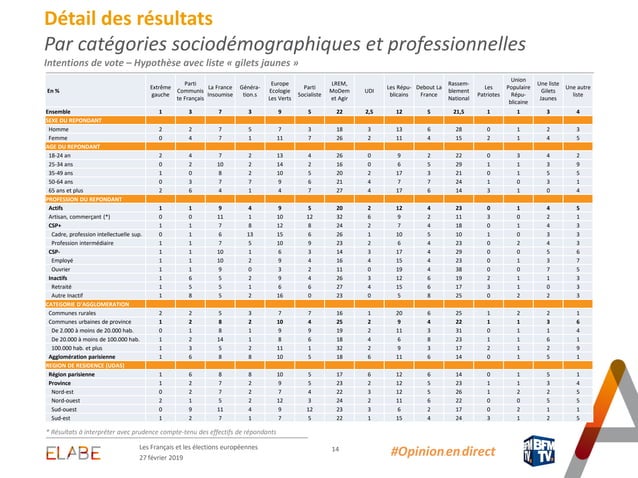 Détail des résultats
Par catégories sociodémographiques et professionnelles
Intentions de vote – Hypothèse avec liste « gilets jaunes »
En % | Extrême gauche | Parti Communis te Français | La France insoumise | Généra- tion.s | Europe Ecologie Les Verts | Parti Socialiste | LREM, MoDem et Agir | UDI | Les Répu- blicains | Debout La France | Rassem- blement National | Les Patriotes | Union Populaire Répu- blicaine | Une liste Gilets Jaunes | Une autre liste
Ensemble 1 3 7 3 9 5 22 2,5 12 5 21,5 1 1 3 4
SEXE DU REPONDANT
Homme 2 2 7 5 7 3 18 3 13 6 28 0 1 2 3
Femme 0 4 7 1 11 7 26 2 11 4 15 2 1 4 5
AGE DU REPONDANT
18-24 an 2 4 7 2 13 4 26 0 9 2 22 0 3 4 2
25-34 ans 0 2 10 2 14 2 16 0 6 5 29 1 1 3 9
35-49 ans 1 0 8 2 10 5 20 2 17 3 21 0 1 5 5
50-64 ans 0 3 7 7 9 6 21 4 7 7 24 1 0 3 1
65 ans et plus 2 6 4 1 4 7 27 4 17 6 14 3 1 0 4
PROFESSION DU REPONDANT
Actifs 1 1 9 4 9 5 20 2 12 4 23 0 1 4 5
Artisan, commerçant (*) 0 0 11 1 10 12 32 6 9 2 11 3 0 2 1
CSP+ 1 1 7 8 12 8 24 2 7 4 18 0 1 4 3
Cadre, profession intellectuelle sup. 0 1 6 13 15 6 26 1 10 5 10 1 0 3 3
Profession intermédiaire 1 1 7 5 10 9 23 2 6 4 23 0 2 4 3
CSP- 1 1 10 1 6 3 14 3 17 4 29 0 0 5 6
Employé 1 1 10 2 9 4 16 4 15 4 23 0 1 3 7
Ouvrier 1 1 9 0 3 2 11 0 19 4 38 0 0 7 5
Inactifs 1 6 5 2 9 4 26 3 12 6 19 2 1 1 3
Retraité 1 5 5 1 6 6 27 4 15 6 17 3 1 0 3
Autre Inactif 1 8 5 2 16 0 23 0 5 8 25 0 2 2 3
CATEGORIE D'AGGLOMERATION
Communes rurales 2 2 5 3 7 7 16 1 20 6 25 1 2 2 1
Communes urbaines de province 1 2 8 2 10 4 25 2 9 4 22 1 1 3 6
De 2.000 à moins de 20.000 hab. 0 1 8 1 9 9 19 2 11 3 31 0 1 1 4
De 20.000 à moins de 100.000 hab. 1 2 14 1 8 6 18 4 6 8 23 1 1 6 1
100.000 hab. et plus 1 3 5 2 11 1 32 2 9 3 17 2 1 2 9
Agglomération parisienne 1 6 8 8 10 5 18 6 11 6 14 0 1 5 1
REGION DE RESIDENCE (UDA5)
Région parisienne 1 6 8 8 10 5 17 6 12 6 14 0 1 5 1
Province 1 2 7 2 9 5 23 2 12 5 23 1 1 3 4
Nord-est 0 2 7 2 7 4 22 3 12 5 26 1 2 2 5
Nord-ouest 2 1 5 2 12 3 24 2 11 6 22 0 0 5 5
Sud-ouest 0 9 11 4 9 12 23 3 6 2 17 0 2 1 1
Sud-est 1 2 7 1 7 5 22 1 15 4 24 3 1 2 5
* Résultats à interpréter avec prudence compte-tenu des effectifs de répondants
ELABE
Les Français et les élections européennes
27 février 2019
14
#Opinion en direct
BFM TV.